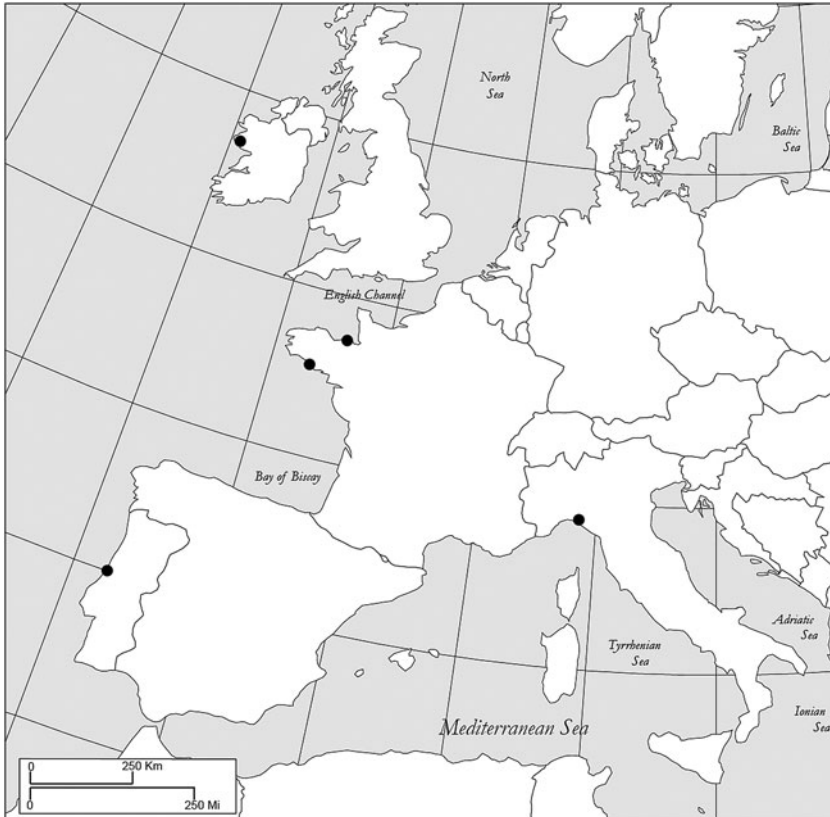 North
Sea
Baltic
Sea
English Channel
Bay of Biscay
Adriatic
Sea
Tyrrhenian
Sea
Ionian
Sea
Mediterranean Sea
0 250 Km
0 250 Mi